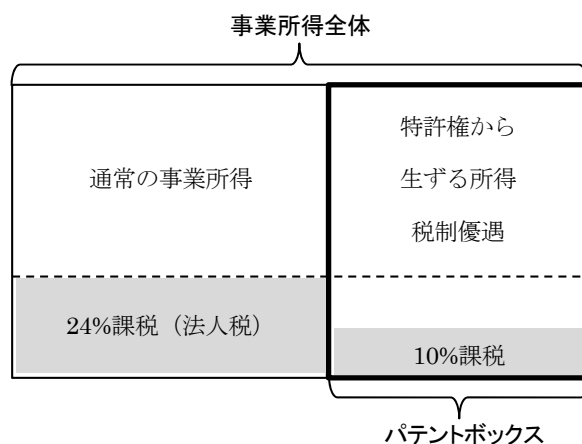 事業所得全体
通常の事業所得
特許権から
生ずる所得
税制優遇
24%課税（法人税）
10%課税
パテントボックス